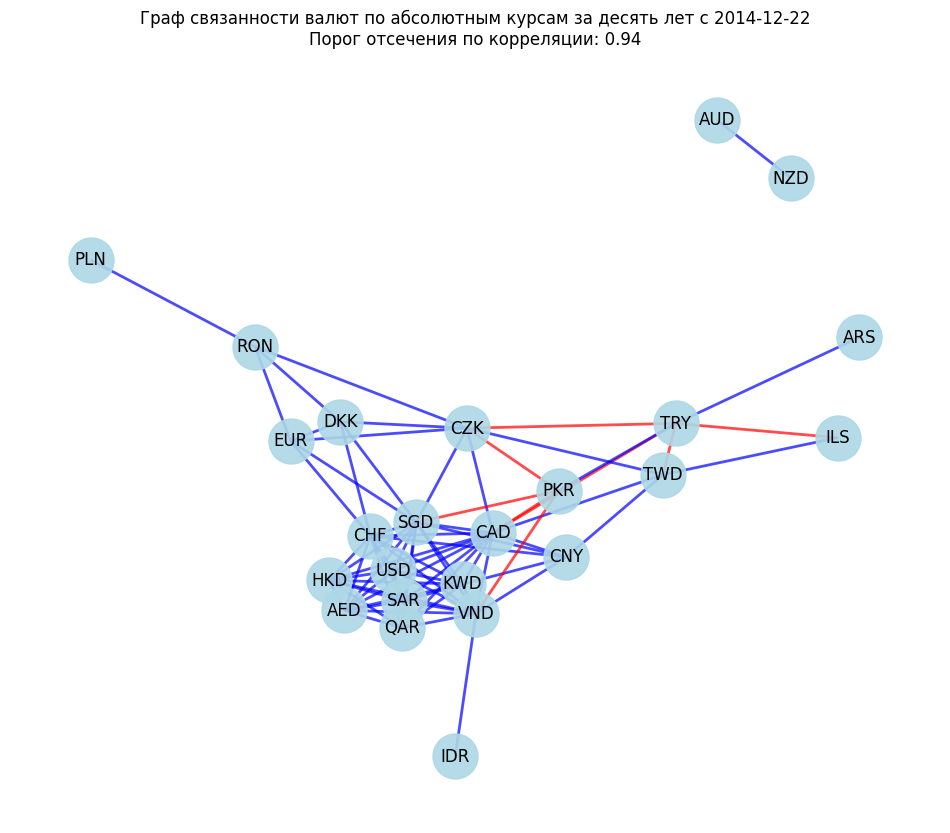 Граф связанности валют по абсолютным курсам за десять лет с 2014-12-22
Порог отсечения по корреляции: 0.94
AUD
NZD
PLN
ARS
RON
DKK
TRY
CZK
ILS
EUR
TWD
PKR
SGD
CAD
CHF
CNY
USD
HKD
KWD
SAR
AED
VND
QAR
IDR